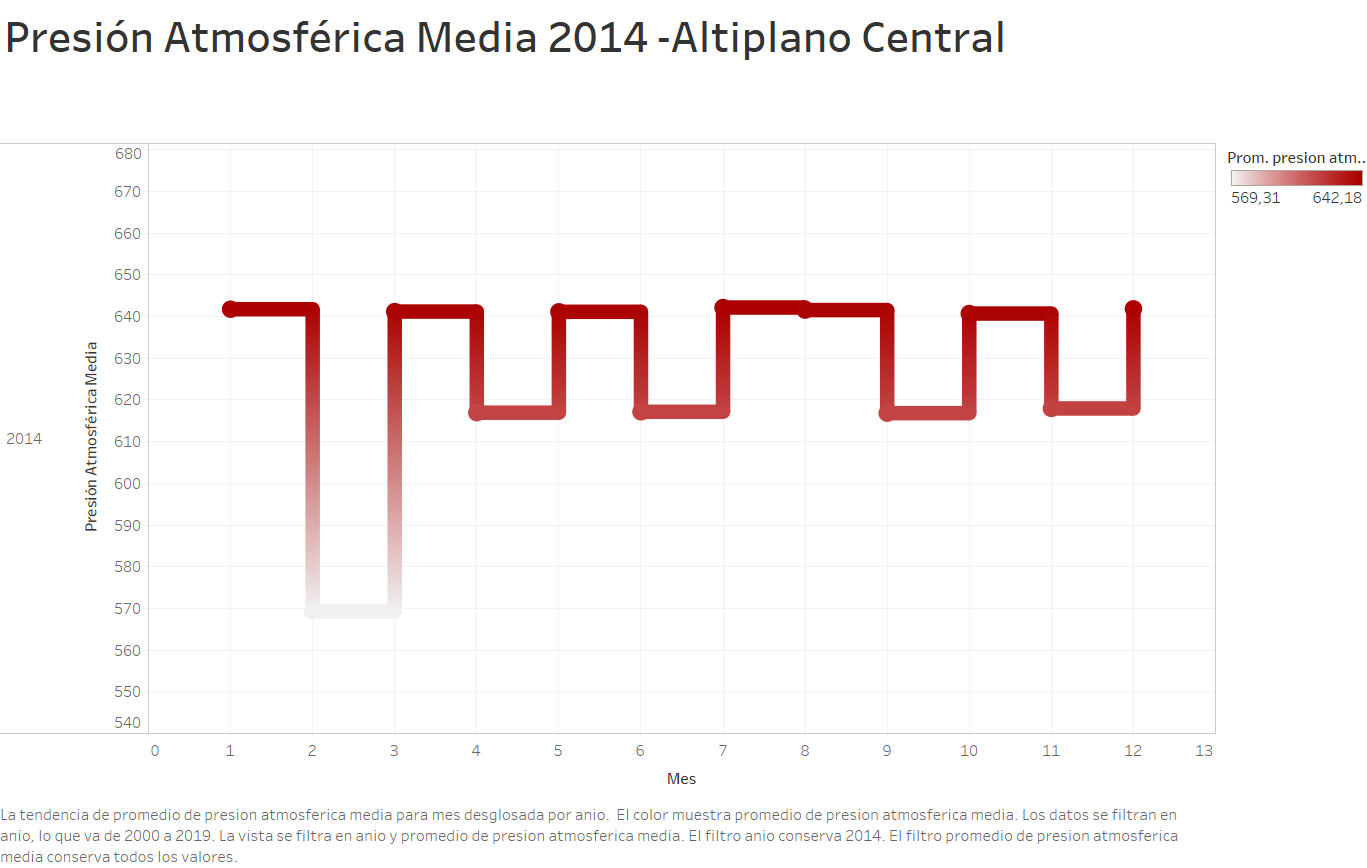 Presión Atmosférica Media 2014 -Altiplano Central
Prom. presion atm..
569,31 642,18
680
670
660
650
640
630
620
610
600
590
580
570
560
550
540
Presión Atmosférica Media
2014
0 1 2 3 4 5 6 7 8 9 10 11 12 13
Mes
La tendencia de promedio de presion atmosferica media para mes desglosada por anio.  El color muestra promedio de presion atmosferica media. Los datos se filtran en
anio, lo que va de 2000 a 2019. La vista se filtra en anio y promedio de presion atmosferica media. El filtro anio conserva 2014. El filtro promedio de presion atmosferica
media conserva todos los valores.